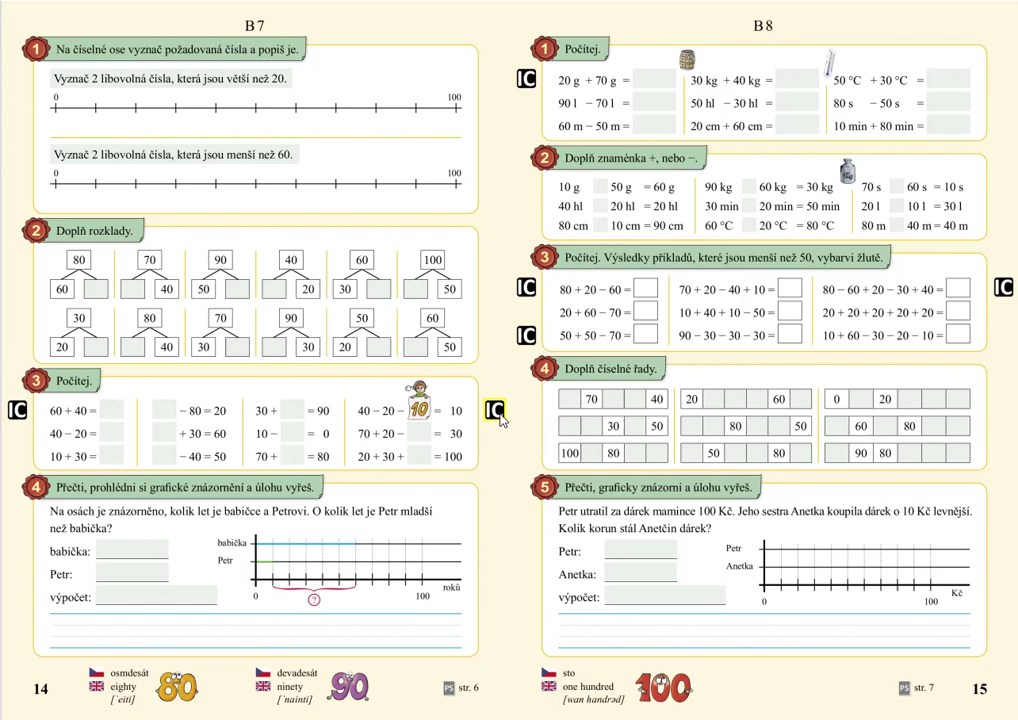 B 7
1 Na číselné ose vyznač požadovaná čísla a popiš je.
Vyznač 2 libovolná čísla, která jsou větší než 20.
0 100
Vyznač 2 libovolná čísla, která jsou menší než 60.
0 100
2 Doplň rozklady.
80 70 90 40 60 100
60 40 50 20 30 50
30 80 70 90 50 60
20 40 30 30 20 50
3 Počítej.
IC
60 + 40 = − 80 = 20 30 + = 90 40 − 20 − = 10
10
40 − 20 = + 30 = 60 10 − = 0 70 + 20 − = 30
10 + 30 = − 40 = 50 70 + = 80 20 + 30 + = 100
IC
4 Přečti, prohlédni si grafické znázornění a úlohu vyřeš.
Na osách je znázorněno, kolik let je babičce a Petrovi. O kolik let je Petr mladší
než babička?
babička:
Petr:
výpočet:
babička
Petr
roků
0 100
?
14
osmdesát
eighty
[ˈeiti]
80
devadesát
ninety
[ˈnainti]
90
PS str. 6
B 8
1 Počítej.
IC
20 g + 70 g = 30 kg + 40 kg = 50 °C + 30 °C =
90 l − 70 l = 50 hl − 30 hl = 80 s − 50 s =
60 m − 50 m = 20 cm + 60 cm = 10 min + 80 min =
2 Doplň znaménka +, nebo −.
10 g 50 g = 60 g 90 kg 60 kg = 30 kg 70 s 60 s = 10 s
40 hl 20 hl = 20 hl 30 min 20 min = 50 min 20 l 10 l = 30 l
80 cm 10 cm = 90 cm 60 °C 20 °C = 80 °C 80 m 40 m = 40 m
3 Počítej. Výsledky příkladů, které jsou menší než 50, vybarvi žlutě.
IC
80 + 20 − 60 = 70 + 20 − 40 + 10 = 80 − 60 + 20 − 30 + 40 =
IC
20 + 60 − 70 = 10 + 40 + 10 − 50 = 20 + 20 + 20 + 20 + 20 =
IC
50 + 50 − 70 = 90 − 30 − 30 − 30 = 10 + 60 − 30 − 20 − 10 =
4 Doplň číselné řady.
70 40 20 60 0 20
30 50 80 50 60 80
100 80 50 80 90 80
5 Přečti, graficky znázorni a úlohu vyřeš.
Petr utratil za dárek mamince 100 Kč. Jeho sestra Anetka koupila dárek o 10 Kč levnější.
Kolik korun stál Anetčin dárek?
Petr:
Anetka:
výpočet:
Petr
Anetka
Kč
0 100
sto
one hundred
[wan handrəd]
100
PS str. 7
15